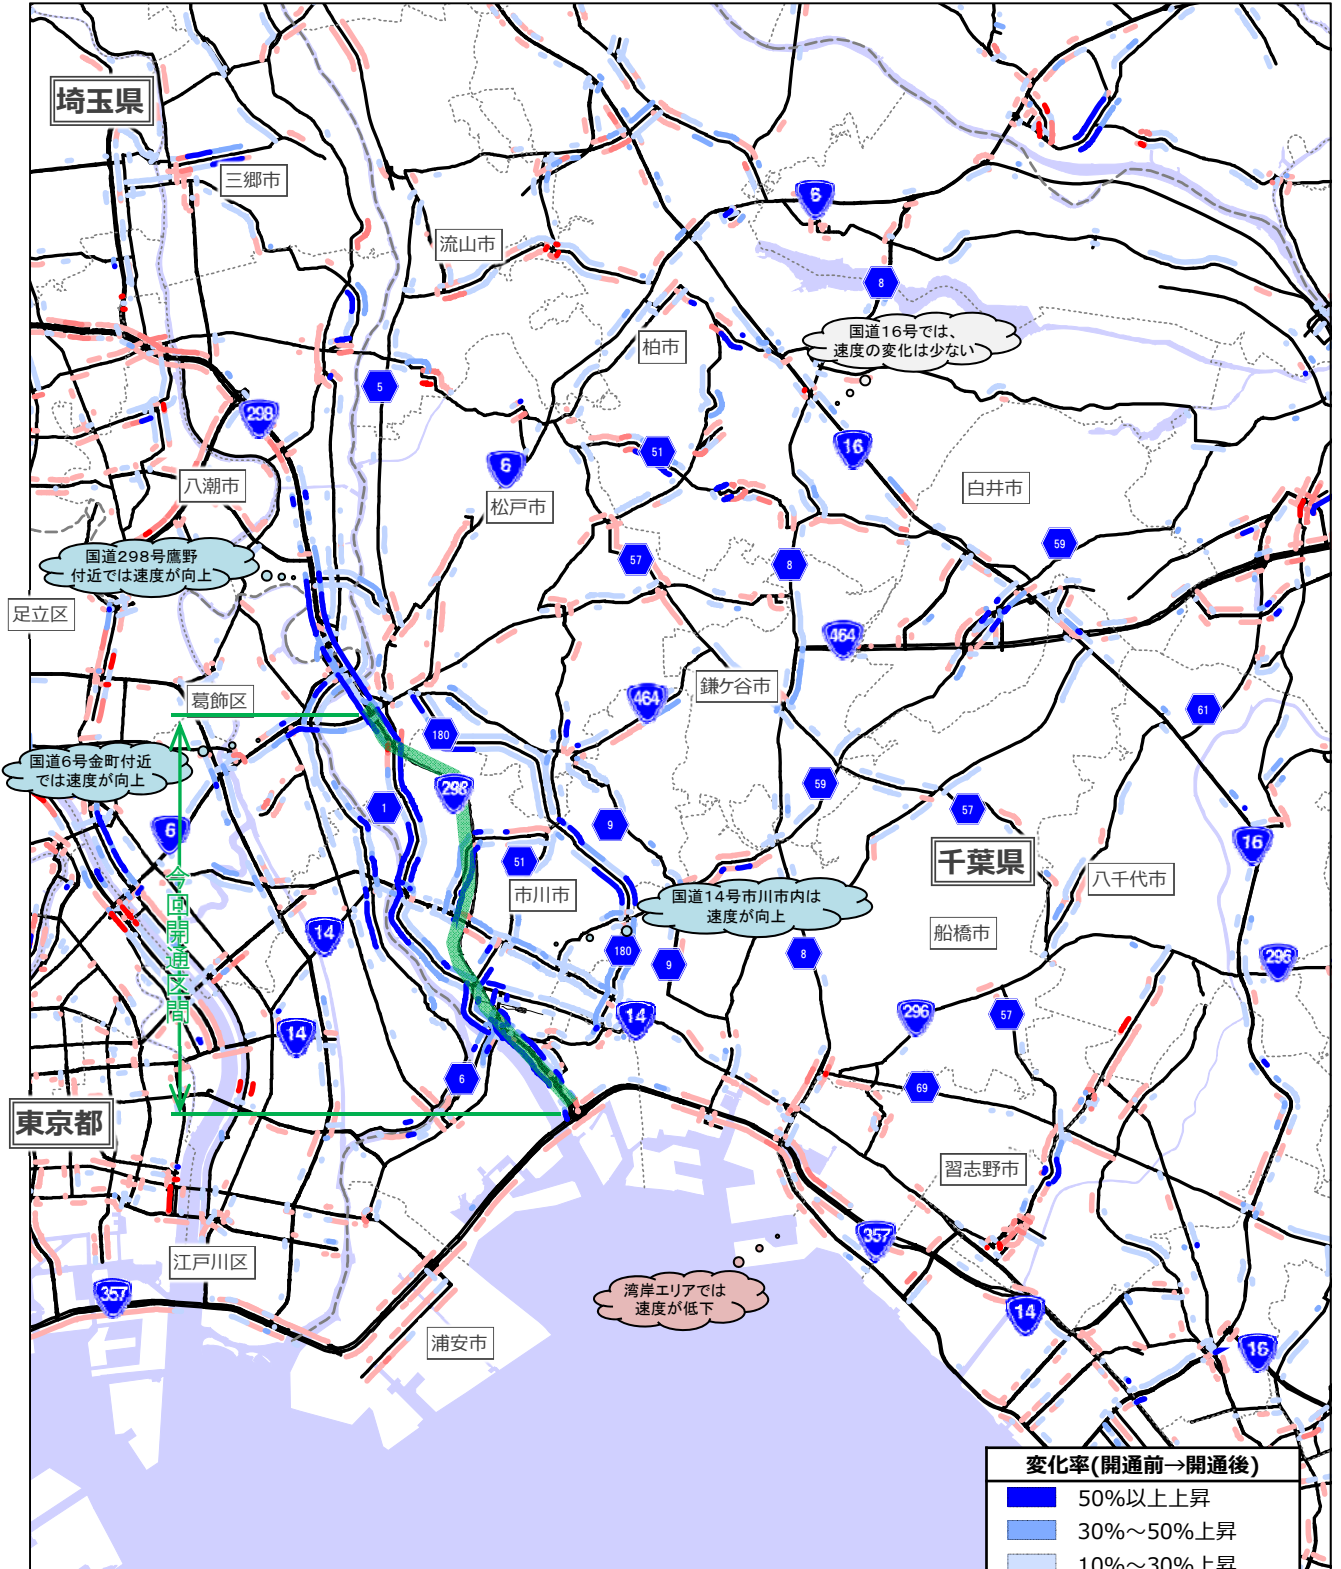 埼玉県
三郷市
6
流山市
8
国道16号では、
速度の変化は少ない
柏市
5
298
16
51
6
八潮市
松戸市
白井市
国道298号鷹野
付近では速度が向上
57
8
59
足立区
464
葛飾区
鎌ケ谷市
464
61
180
国道6号金町付近
では速度が向上
298
59
1
57
6
9
16
51
千葉県
今回開通区間
市川市
国道14号市川市内は
速度が向上
八千代市
14
船橋市
180
9
8
296
14
14
296
57
6
69
東京都
習志野市
357
江戸川区
湾岸エリアでは
速度が低下
357
14
浦安市
16
変化率(開通前→開通後)
50%以上上昇
30%～50%上昇
10%～30%上昇